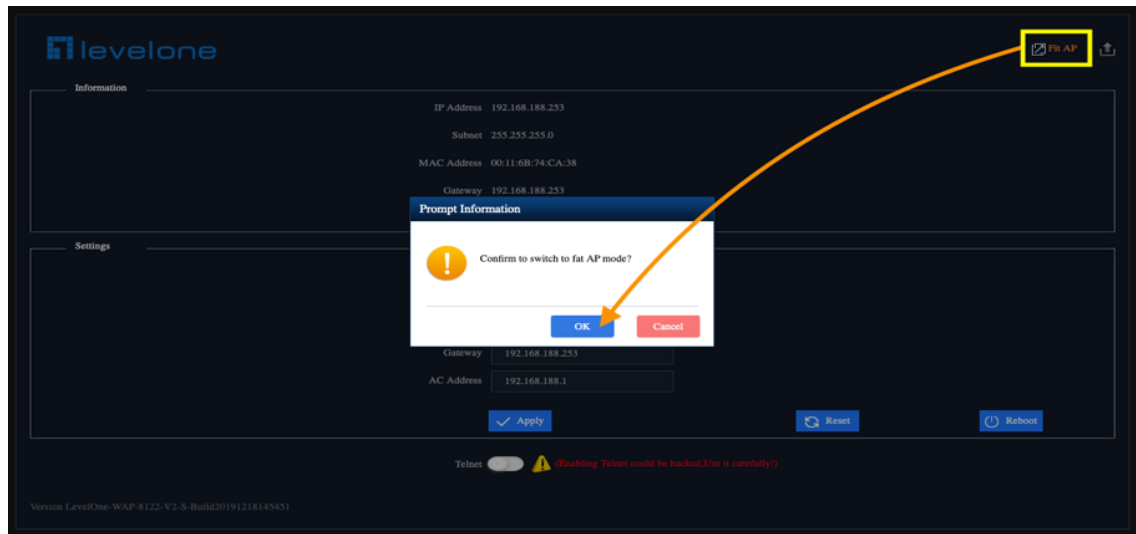 levelone
Fit AP
Information
IP Address 192.168.188.253
Subnet 255.255.255.0
MAC Address 00:11:6B:74:CA:38
Gateway 192.168.188.253
Prompt Information
Confirm to switch to fat AP mode?
OK Cancel
Settings
Gateway 192.168.188.253
AC Address 192.168.188.1
Apply Reset Reboot
Telnet (Enabling Telnet could be hacked,Use it carefully!)
Version LevelOne-WAP-8122-V2-S-Build20191218145451